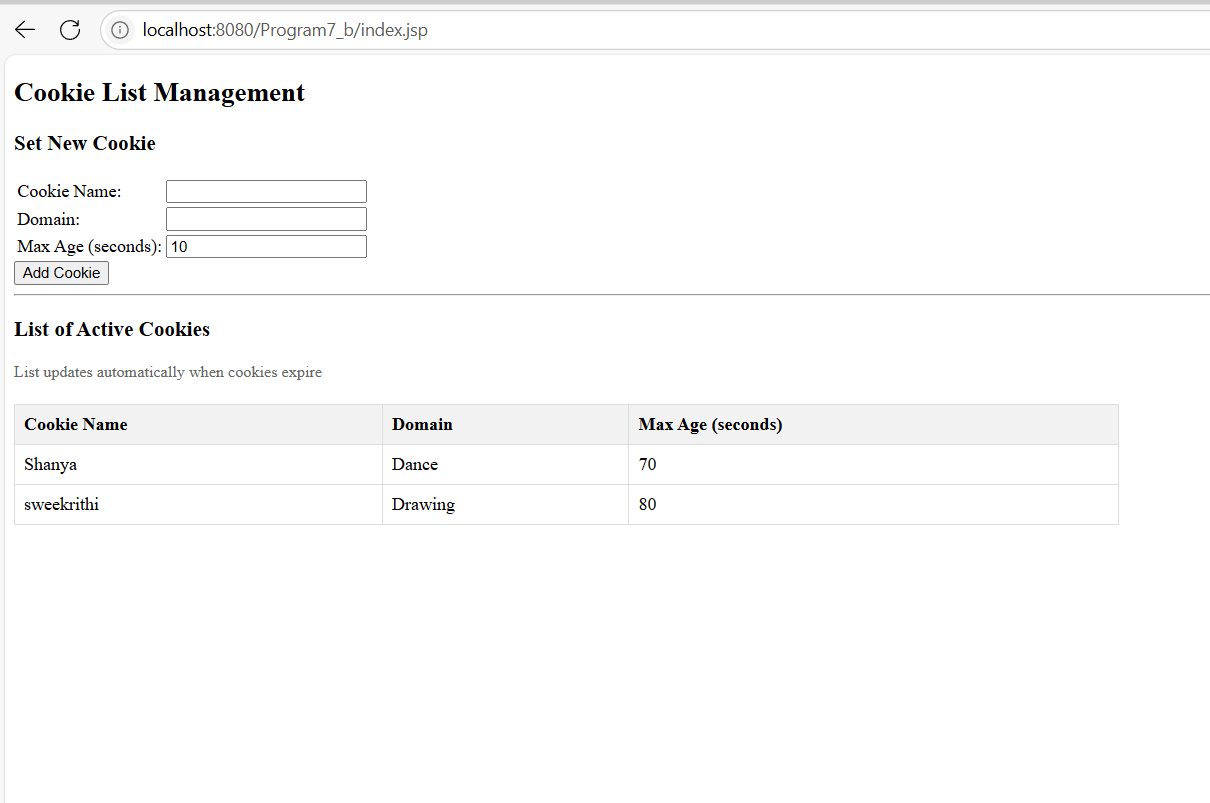 localhost:8080/Program7_b/index.jsp
Cookie List Management
Set New Cookie
Cookie Name:
Domain:
Max Age (seconds): 10
Add Cookie
List of Active Cookies
List updates automatically when cookies expire
Cookie Name Domain Max Age (seconds)
Shanya Dance 70
sweekrithi Drawing 80